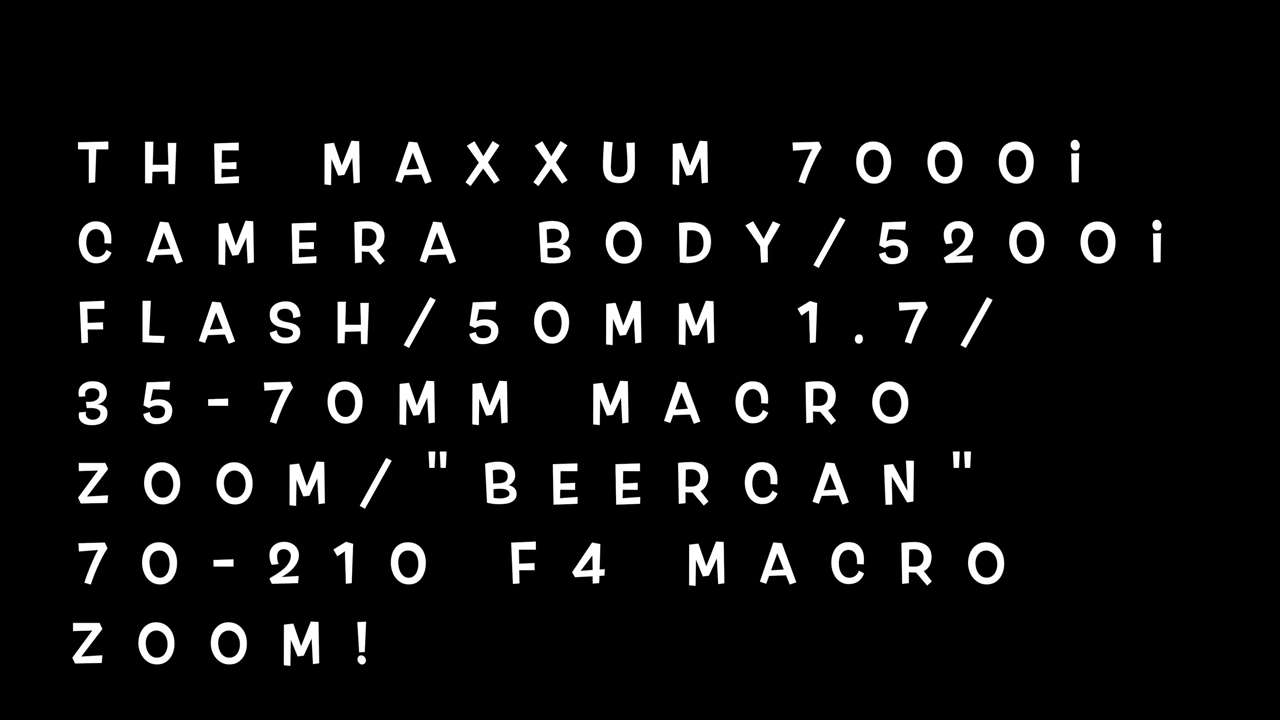 THE MAXXUM 7000i
CAMERA BODY/5200i
FLASH/50MM 1.7/
35-70MM MACRO
ZOOM/"BEERCAN"
70-210 F4 MACRO
ZOOM!